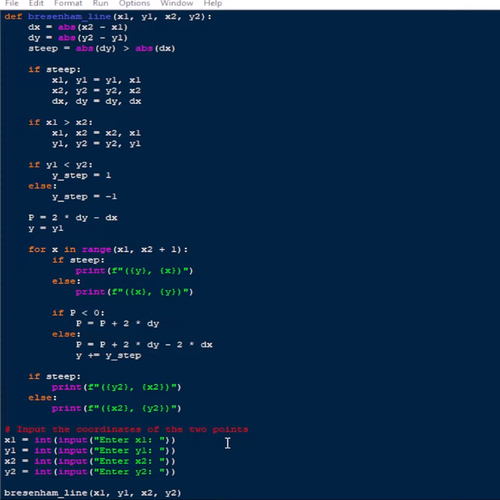 File Edit Format Run Options Window Help
def bresenham_line(x1, y1, x2, y2):
    dx = abs(x2 - x1)
    dy = abs(y2 - y1)
    steep = abs(dy) > abs(dx)

    if steep:
        x1, y1 = y1, x1
        x2, y2 = y2, x2
        dx, dy = dy, dx

    if x1 > x2:
        x1, x2 = x2, x1
        y1, y2 = y2, y1

    if y1 < y2:
        y_step = 1
    else:
        y_step = -1

    P = 2 * dy - dx
    y = y1

    for x in range(x1, x2 + 1):
        if steep:
            print(f"({y}, {x})")
        else:
            print(f"({x}, {y})")

        if P < 0:
            P = P + 2 * dy
        else:
            P = P + 2 * dy - 2 * dx
            y += y_step

    if steep:
        print(f"({y2}, {x2})")
    else:
        print(f"({x2}, {y2})")

# Input the coordinates of the two points
x1 = int(input("Enter x1: "))
y1 = int(input("Enter y1: "))
x2 = int(input("Enter x2: "))
y2 = int(input("Enter y2: "))

bresenham_line(x1, y1, x2, y2)